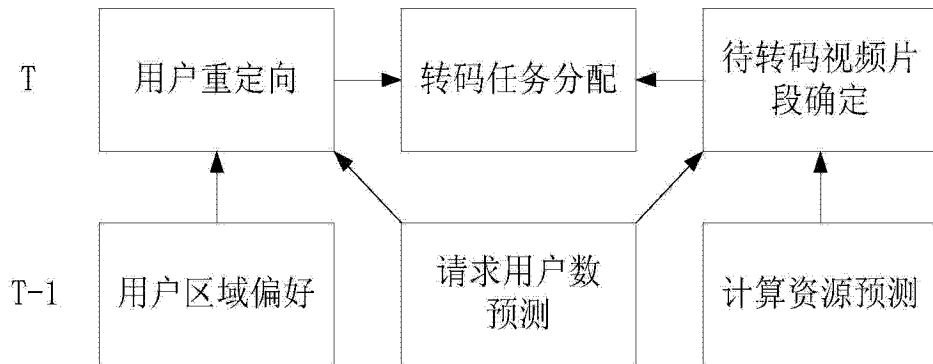 T
用户重定向
转码任务分配
待转码视频片
段确定
T-1
用户区域偏好
请求用户数
预测
计算资源预测